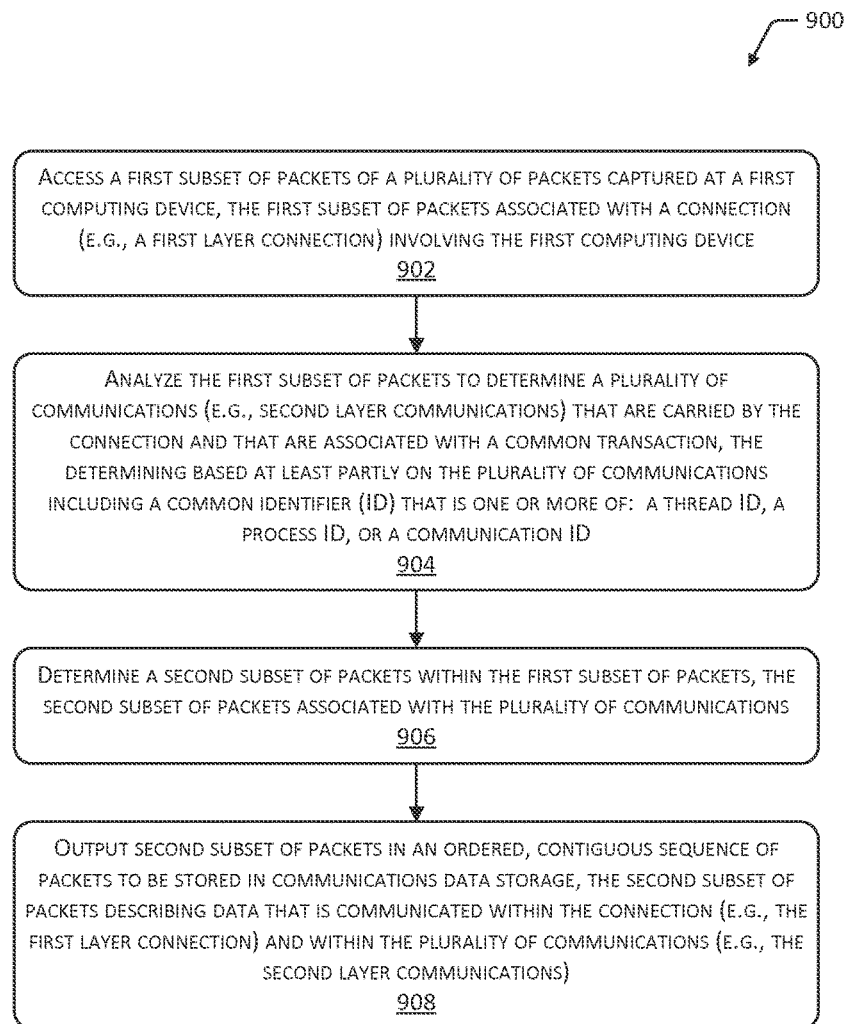 900
ACCESS A FIRST SUBSET OF PACKETS OF A PLURALITY OF PACKETS CAPTURED AT A FIRST
COMPUTING DEVICE, THE FIRST SUBSET OF PACKETS ASSOCIATED WITH A CONNECTION
(E.G., A FIRST LAYER CONNECTION) INVOLVING THE FIRST COMPUTING DEVICE
902
ANALYZE THE FIRST SUBSET OF PACKETS TO DETERMINE A PLURALITY OF
COMMUNICATIONS (E.G., SECOND LAYER COMMUNICATIONS) THAT ARE CARRIED BY THE
CONNECTION AND THAT ARE ASSOCIATED WITH A COMMON TRANSACTION, THE
DETERMINING BASED AT LEAST PARTLY ON THE PLURALITY OF COMMUNICATIONS
INCLUDING A COMMON IDENTIFIER (ID) THAT IS ONE OR MORE OF: A THREAD ID, A
PROCESS ID, OR A COMMUNICATION ID
904
DETERMINE A SECOND SUBSET OF PACKETS WITHIN THE FIRST SUBSET OF PACKETS, THE
SECOND SUBSET OF PACKETS ASSOCIATED WITH THE PLURALITY OF COMMUNICATIONS
906
OUTPUT SECOND SUBSET OF PACKETS IN AN ORDERED, CONTIGUOUS SEQUENCE OF
PACKETS TO BE STORED IN COMMUNICATIONS DATA STORAGE, THE SECOND SUBSET OF
PACKETS DESCRIBING DATA THAT IS COMMUNICATED WITHIN THE CONNECTION (E.G., THE
FIRST LAYER CONNECTION) AND WITHIN THE PLURALITY OF COMMUNICATIONS (E.G., THE
SECOND LAYER COMMUNICATIONS)
908